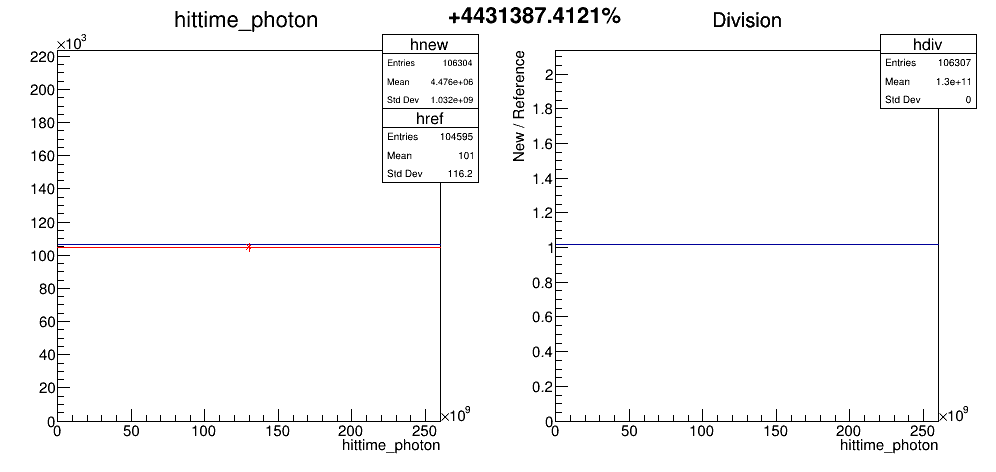 +4431387.4121%
hittime_photon
×10³
220
200
180
160
140
120
100
80
60
40
20
0
0 50 100 150 200 250
×10⁹
hittime_photon
hnew
Entries 106304
Mean 4.476e+06
Std Dev 1.032e+09
href
Entries 104595
Mean 101
Std Dev 116.2
Division
New / Reference
2
1.8
1.6
1.4
1.2
1
0.8
0.6
0.4
0.2
0
0 50 100 150 200 250
×10⁹
hittime_photon
hdiv
Entries 106307
Mean 1.3e+11
Std Dev 0